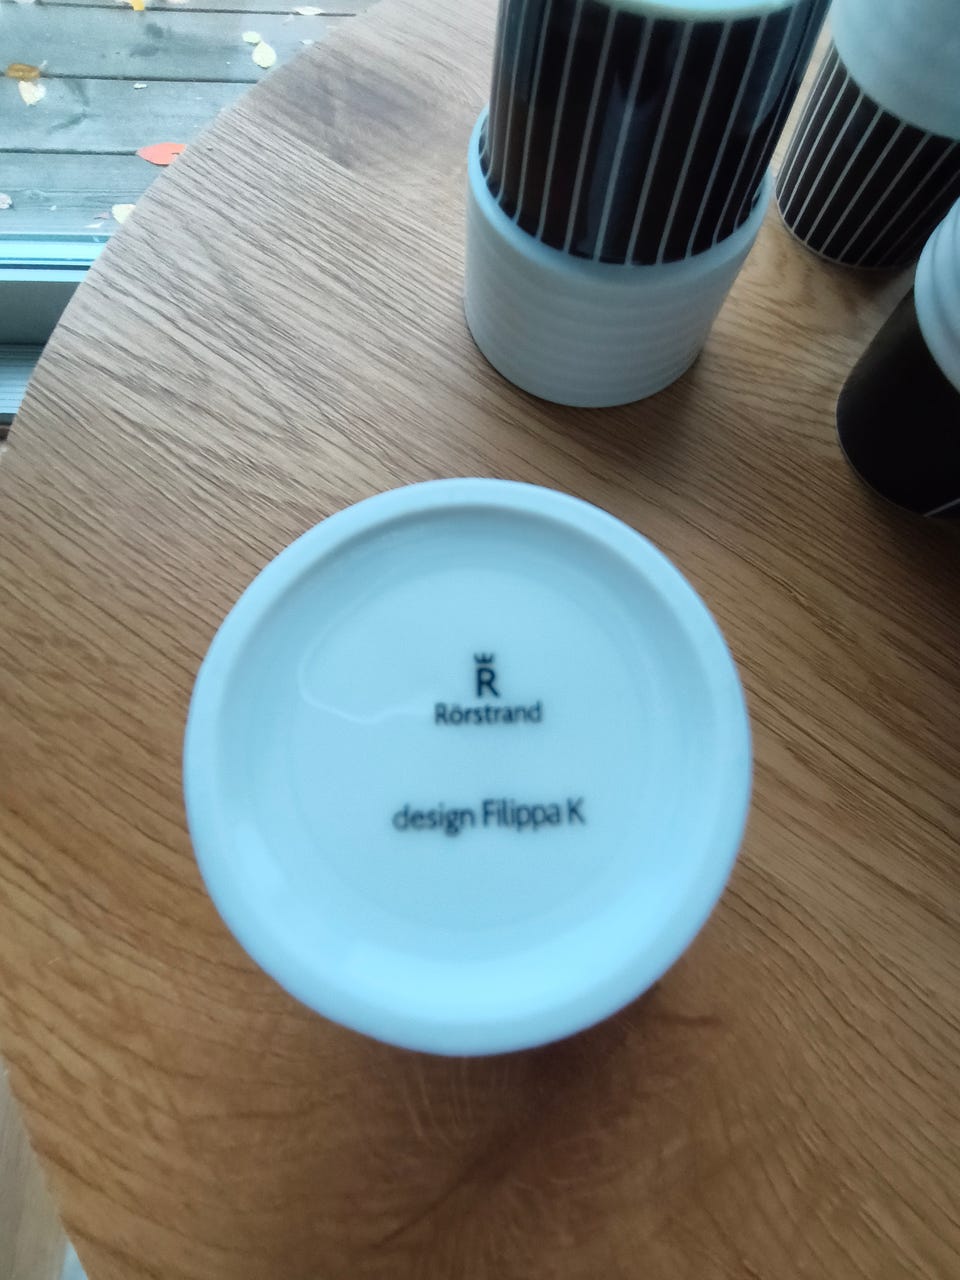 R
Rörstrand
design Filippa K